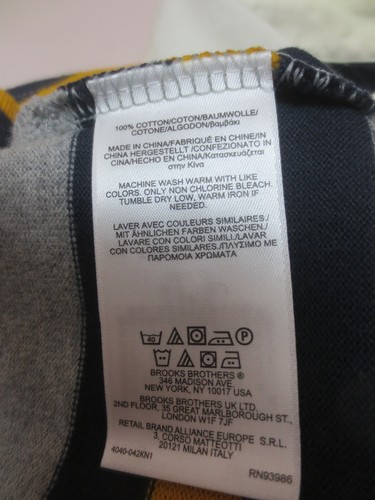 100% COTTON/COTON/BAUMWOLLE/
COTONE/ALGODON/Βαμβάκι
MADE IN CHINA/FABRIQUÉ EN CHINE/IN
CHINA HERGESTELLT /CONFEZIONATO IN
CINA/HECHO EN CHINA/Κατασκευάζεται
στην Κίνα
MACHINE WASH WARM WITH LIKE
COLORS. ONLY NON CHLORINE BLEACH.
TUMBLE DRY LOW, WARM IRON IF
NEEDED.
LAVER AVEC COULEURS SIMILAIRES./
MIT ÄHNLICHEN FARBEN WASCHEN./
LAVARE CON COLORI SIMILI./LAVAR
CON COLORES SIMILARES./ΠΛΥΣΙΜΟ ΜΕ
ΠΑΡΟΜΟΙΑ ΧΡΩΜΑΤΑ
40 P
BROOKS BROTHERS ®
346 MADISON AVE.
NEW YORK, NY 10017 USA
BROOKS BROTHERS UK LTD.
2ND FLOOR, 35 GREAT MARLBOROUGH ST.,
LONDON W1F 7JF
RETAIL BRAND ALLIANCE EUROPE S.R.L.
3, CORSO MATTEOTTI
20121 MILAN ITALY
4040-042KN1
RN93986